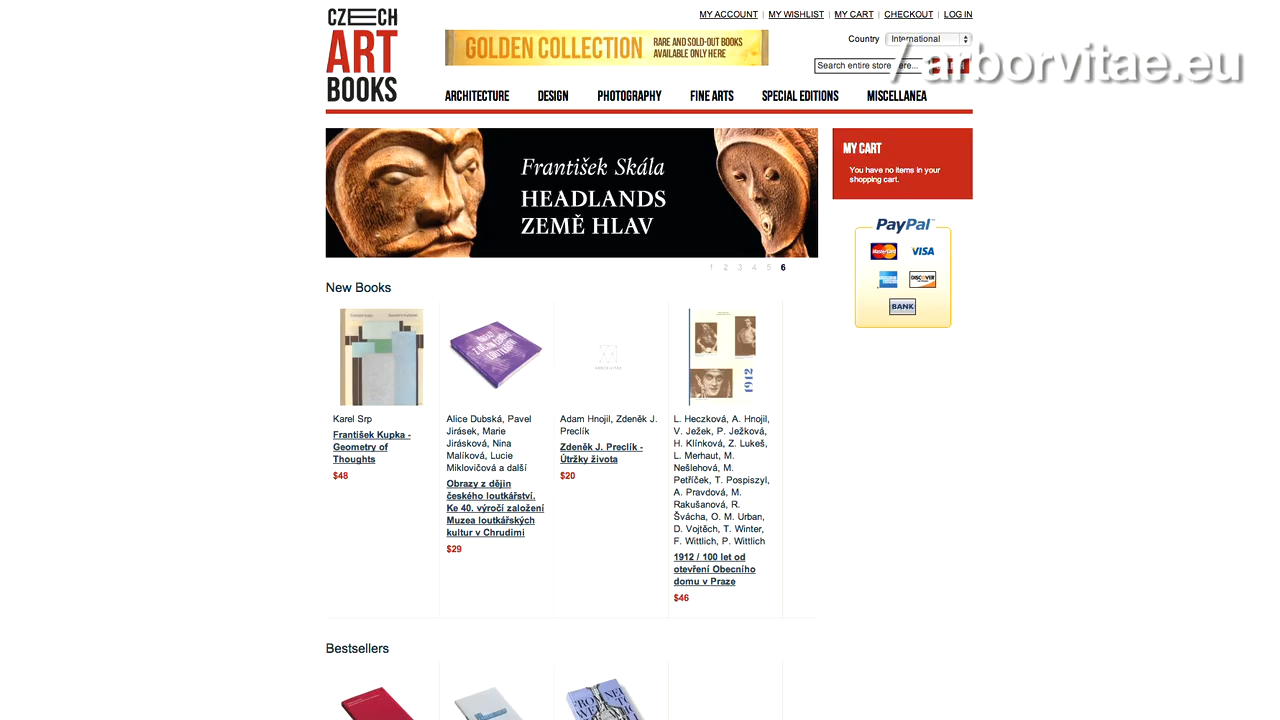 CZECH
ART
BOOKS
MY ACCOUNT | MY WISHLIST | MY CART | CHECKOUT | LOG IN
GOLDEN COLLECTION
RARE AND SOLD-OUT BOOKS
AVAILABLE ONLY HERE
Country International
Search entire store here...
/ arborvitae.eu
ARCHITECTURE DESIGN PHOTOGRAPHY FINE ARTS SPECIAL EDITIONS MISCELLANEA
František Skála
HEADLANDS
ZEMĚ HLAV
1 2 3 4 5 6
MY CART
You have no items in your
shopping cart.
PayPal
MasterCard VISA
DISCOVER
BANK
New Books
Karel Srp
František Kupka -
Geometry of
Thoughts
$48
Alice Dubská, Pavel
Jirásek, Marie
Jirásková, Nina
Malíková, Lucie
Miklovičová a další
Obrazy z dějin
českého loutkářství.
Ke 40. výročí založení
Muzea loutkářských
kultur v Chrudimi
$29
Adam Hnojil, Zdeněk J.
Preclík
Zdeněk J. Preclík -
Útržky života
$20
1912
L. Heczková, A. Hnojil,
V. Ježek, P. Ježková,
H. Klínková, Z. Lukeš,
L. Merhaut, M.
Nešlehová, M.
Petříček, T. Pospiszyl,
A. Pravdová, M.
Rakušanová, R.
Švácha, O. M. Urban,
D. Vojtěch, T. Winter,
F. Wittlich, P. Wittlich
1912 / 100 let od
otevření Obecního
domu v Praze
$46
Bestsellers